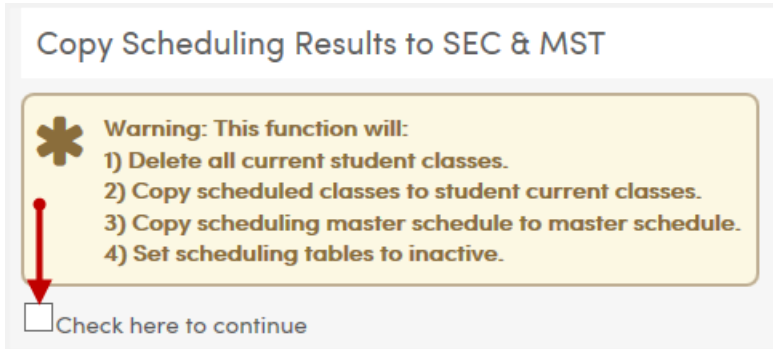 Copy Scheduling Results to SEC & MST
Warning: This function will:
1) Delete all current student classes.
2) Copy scheduled classes to student current classes.
3) Copy scheduling master schedule to master schedule.
4) Set scheduling tables to inactive.
Check here to continue